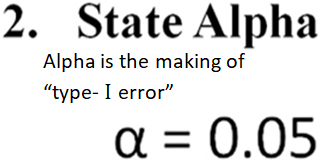 2. State Alpha
Alpha is the making of
“type- I error”
α = 0.05